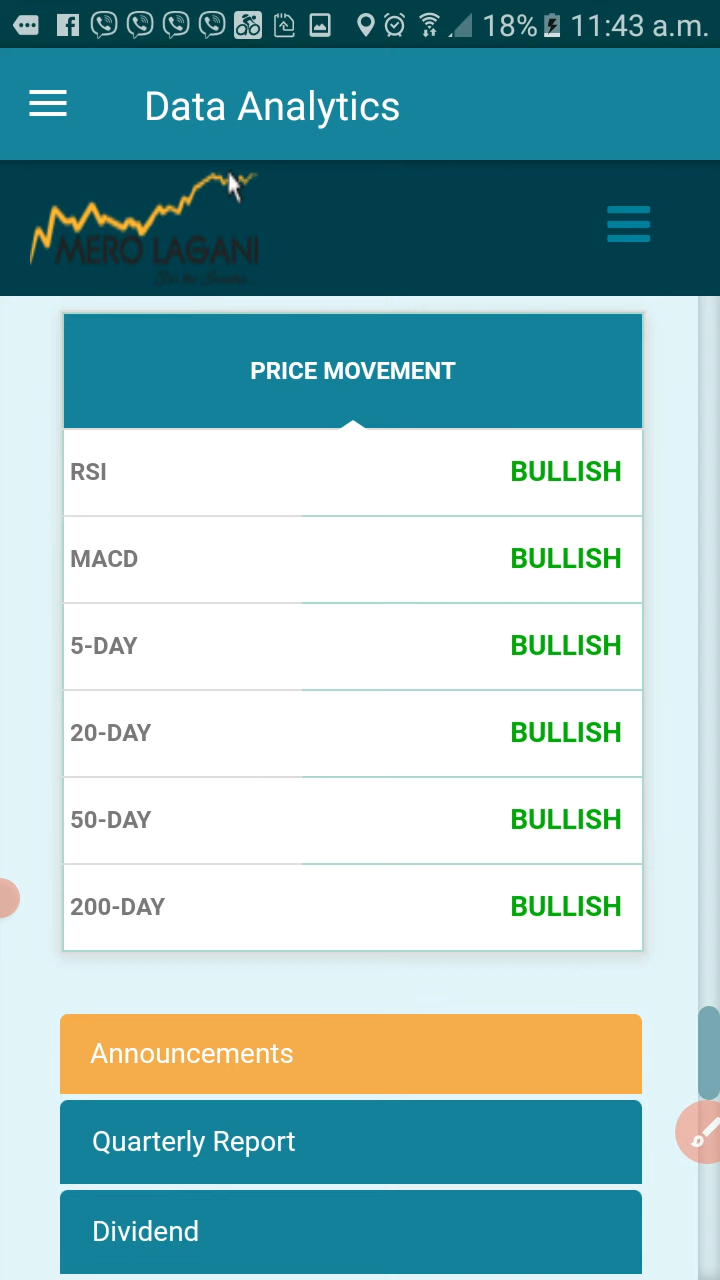 18% 11:43 a.m.
Data Analytics
MERO LAGANI
PRICE MOVEMENT
RSI BULLISH
MACD BULLISH
5-DAY BULLISH
20-DAY BULLISH
50-DAY BULLISH
200-DAY BULLISH
Announcements
Quarterly Report
Dividend